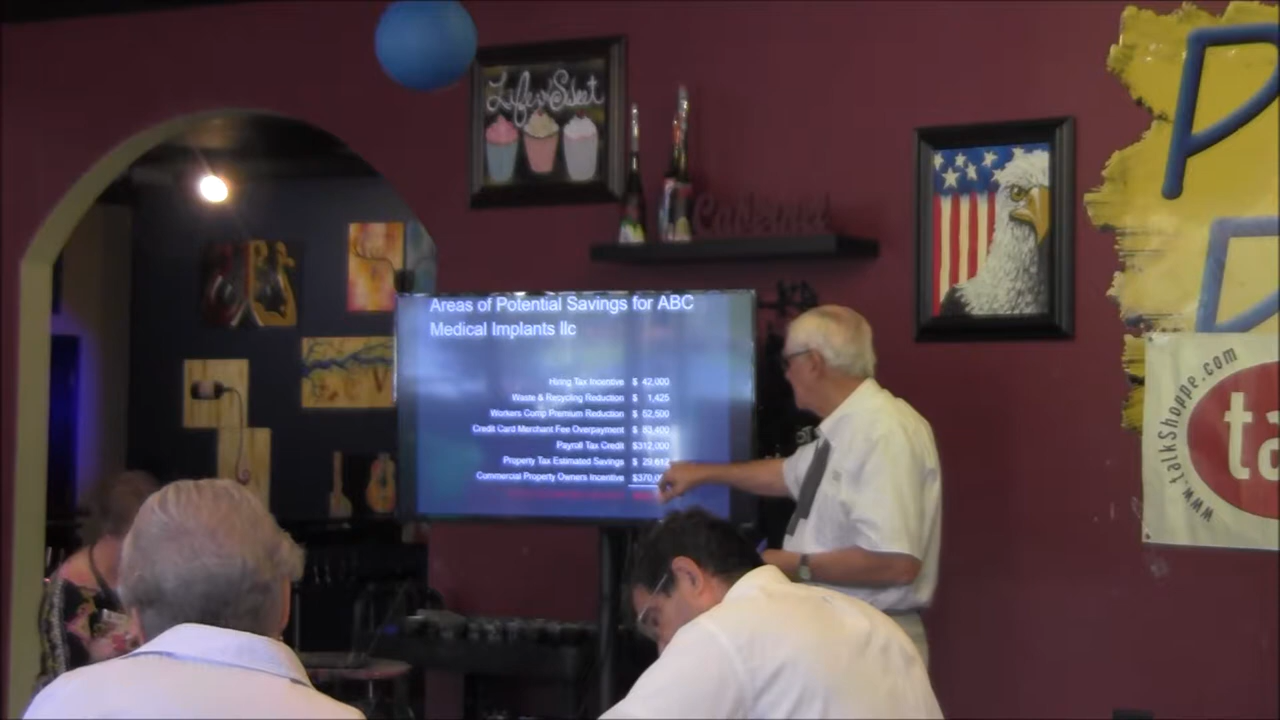 Life is Sweet
Areas of Potential Savings for ABC
Medical Implants llc
Hiring Tax Incentive $ 42,000
Waste & Recycling Reduction $ 1,425
Workers Comp Premium Reduction $ 52,500
Credit Card Merchant Fee Overpayment $ 83,400
Payroll Tax Credit $312,000
Property Tax Estimated Savings $ 29,612
Commercial Property Owners Incentive
P
www.talkShoppe.com
ta